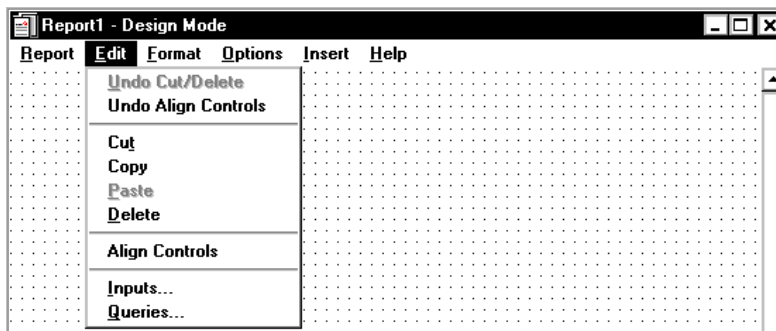 Report1 - Design Mode
Report Edit Format Options Insert Help
Undo Cut/Delete
Undo Align Controls
Cut
Copy
Paste
Delete
Align Controls
Inputs...
Queries...